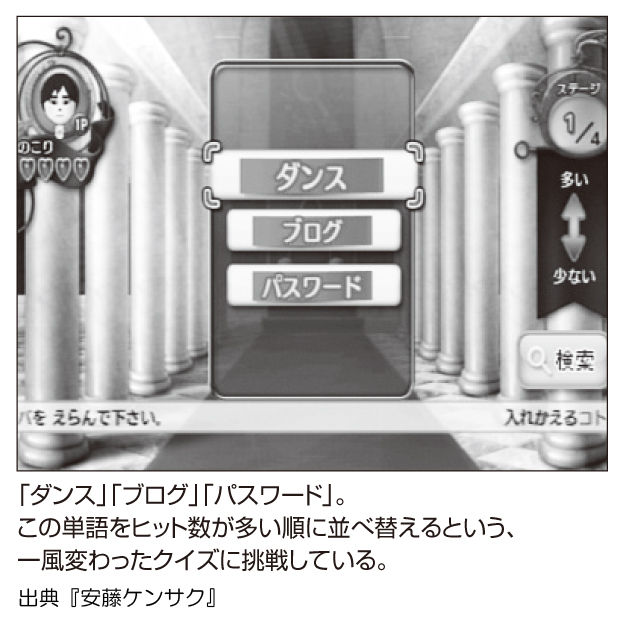 1P
のこり
ステージ
1/4
ダンス
ブログ
パスワード
多い
少ない
検索
バを えらんで下さい。
入れかえるコト
「ダンス」「ブログ」「パスワード」。
この単語をヒット数が多い順に並べ替えるという、
一風変わったクイズに挑戦している。
出典『安藤ケンサク』